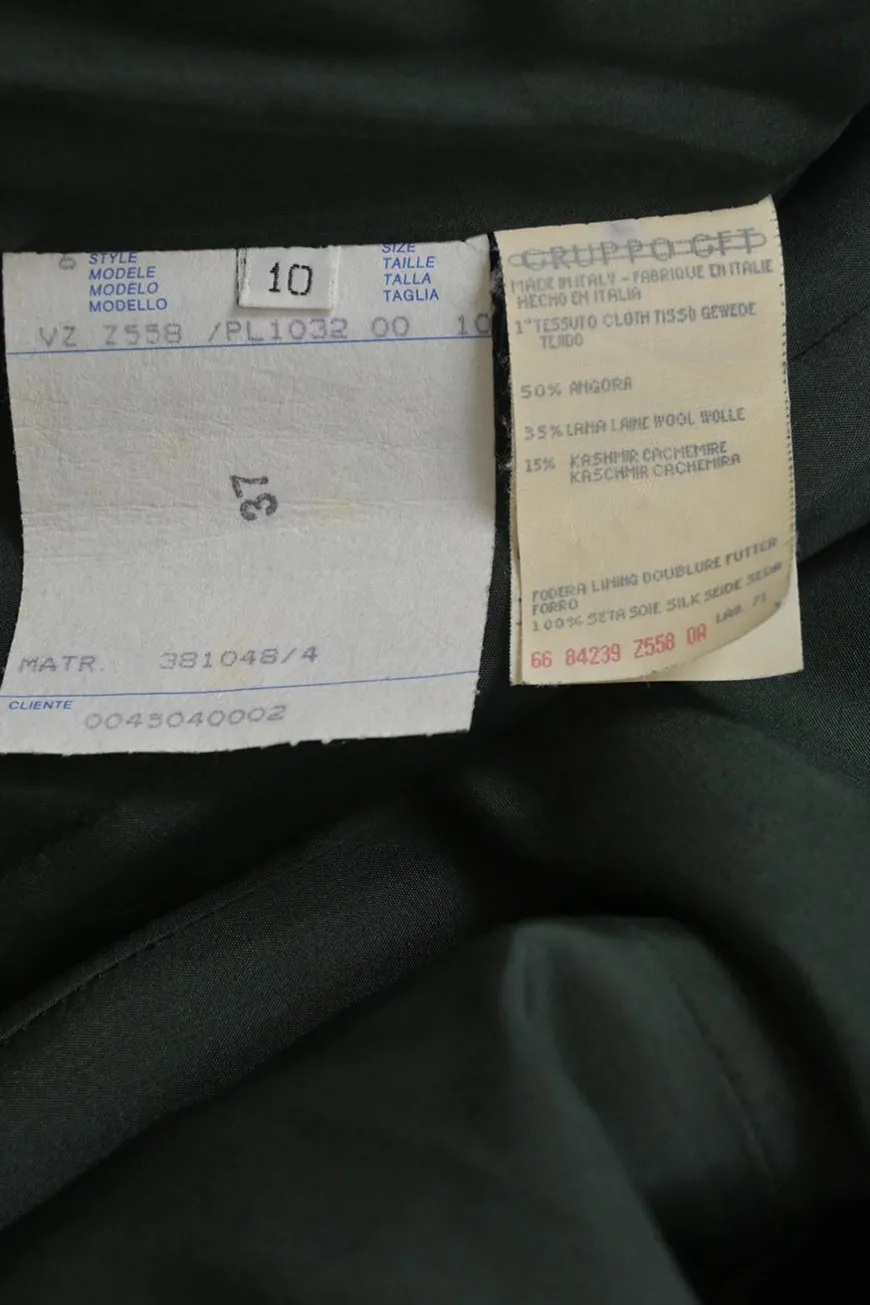 STYLE
MODELE
MODELO
MODELLO
10
SIZE
TAILLE
TALLA
TAGLIA
VZ Z558 /PL1032 00 10
37
MATR. 381048/4
CLIENTE
0045040002
GRUPPO GFT
MADE IN ITALY - FABRIQUE EN ITALIE
HECHO EN ITALIA
1° TESSUTO CLOTH TISSU GEWEDE
TEJIDO
50% ANGORA
35% LANA LAINE WOOL WOLLE
15% KASHMIR CACHEMIRE
KASCHMIR CACHEMIRA
FODERA LINING DOUBLURE FUTTER
FORRO
100% SETA SOIE SILK SEIDE SEDA
LAB. 71
66 84239 Z558 0A